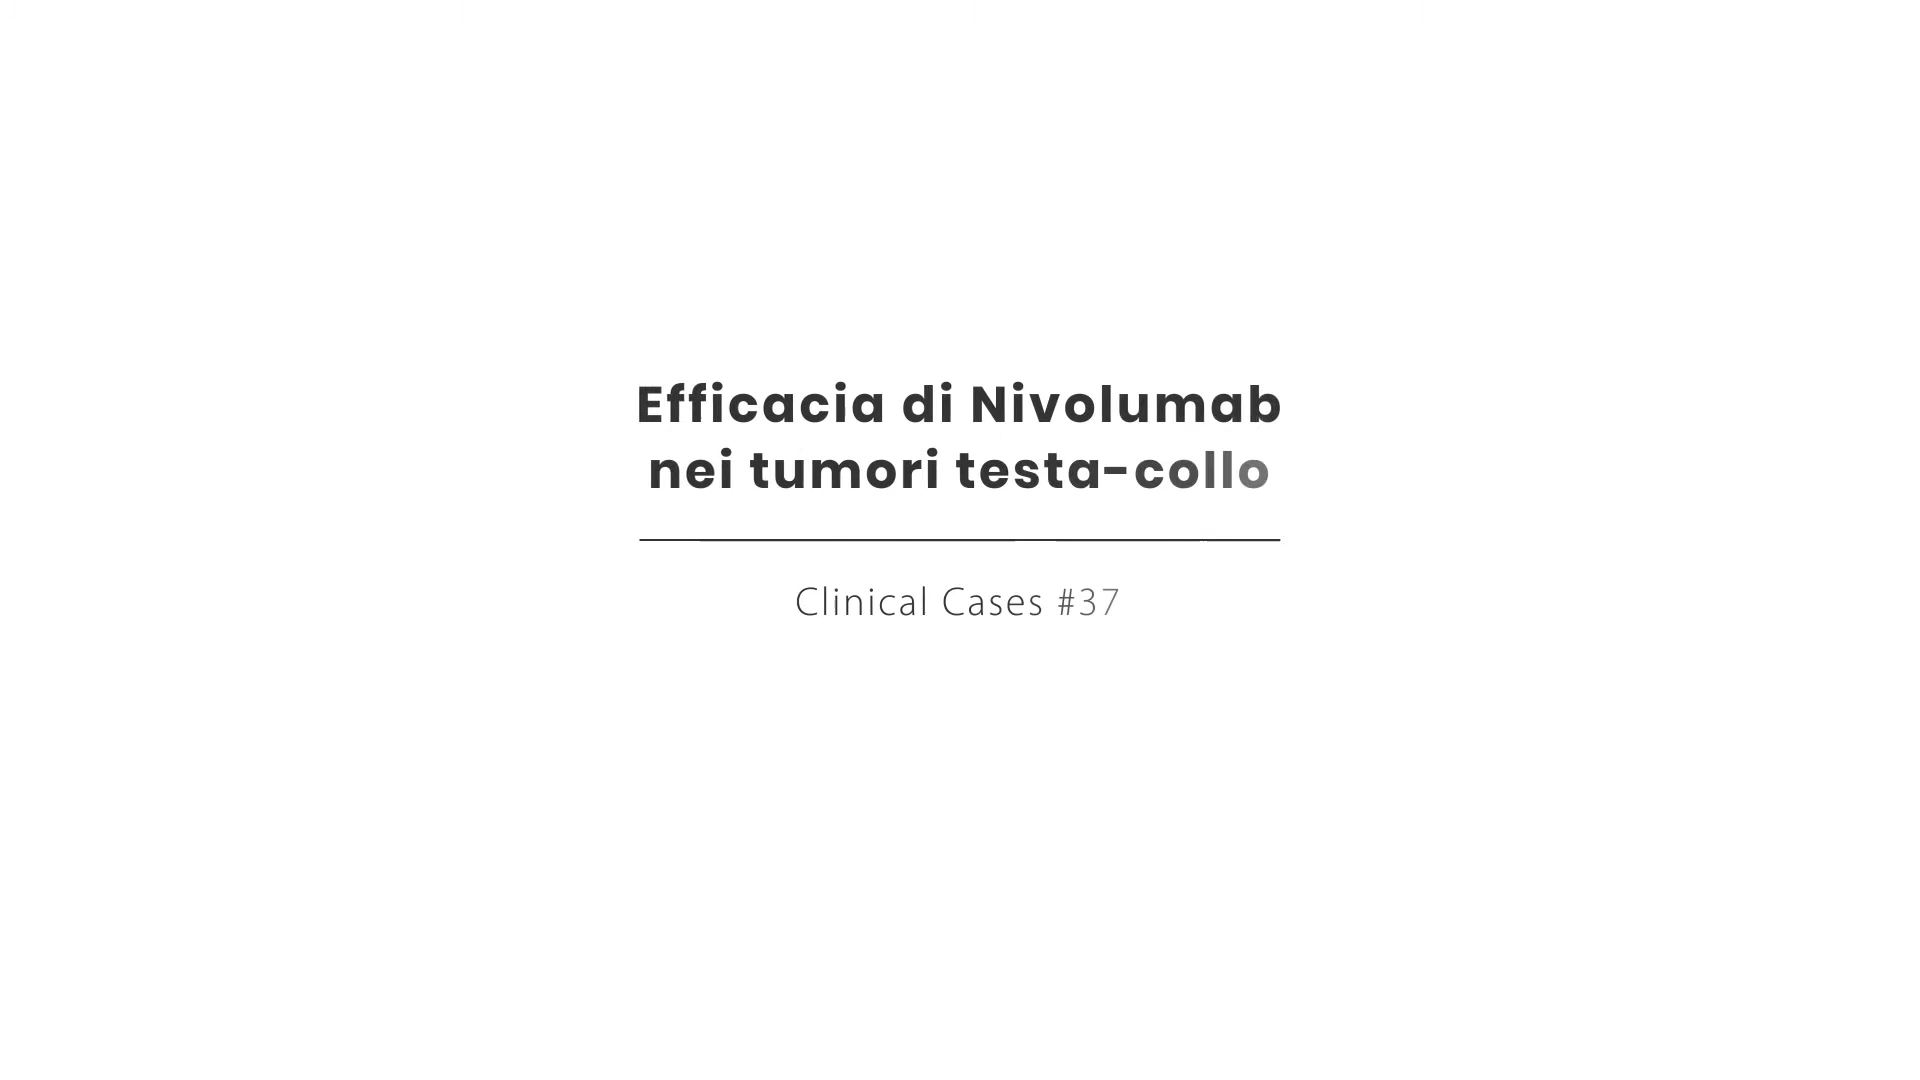 Efficacia di Nivolumab
nei tumori testa-collo
Clinical Cases #37